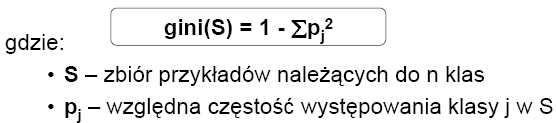 gini(S) = 1 - ∑pj²
gdzie:
• S – zbiór przykładów należących do n klas
• pj – względna częstość występowania klasy j w S